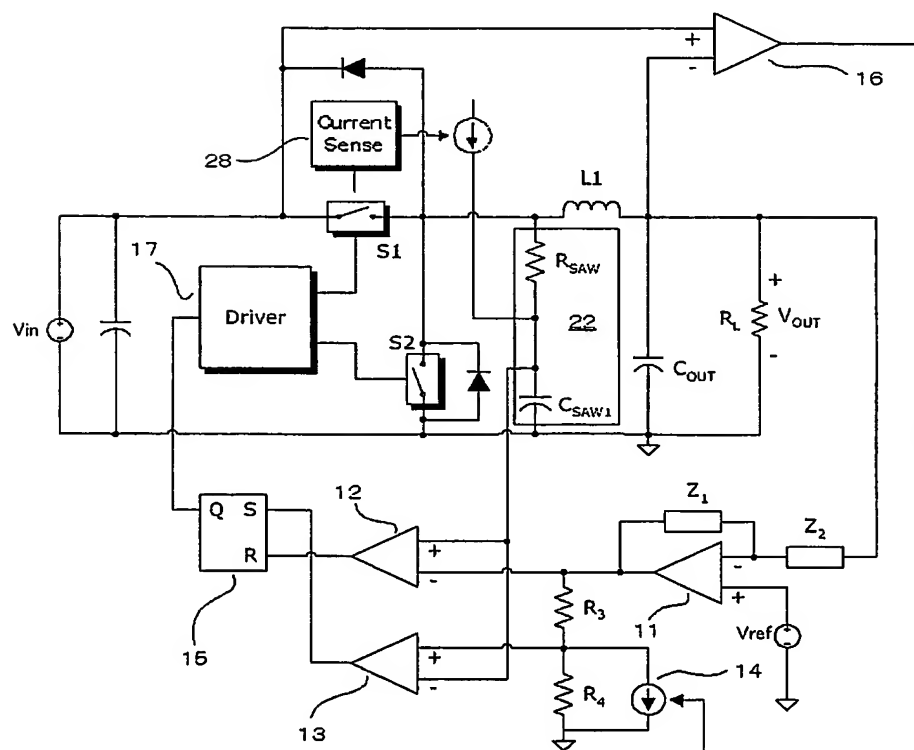 +
-
16
Current
Sense
28
L1
S1
R_SAW
17
22
+
Driver
Vin
R_L
V_OUT
S2
-
C_OUT
C_SAW1
12
Z_1
Q S
+
Z_2
R
-
-
+
15
R_3
11
Vref
14
+
-
R_4
13